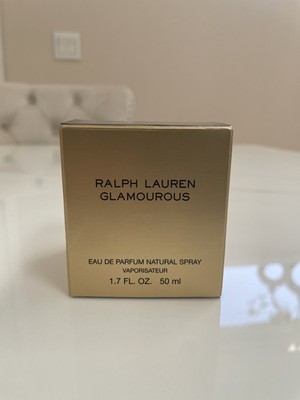 RALPH LAUREN
GLAMOUROUS
EAU DE PARFUM NATURAL SPRAY
VAPORISATEUR
1.7 FL. OZ. 50 ml